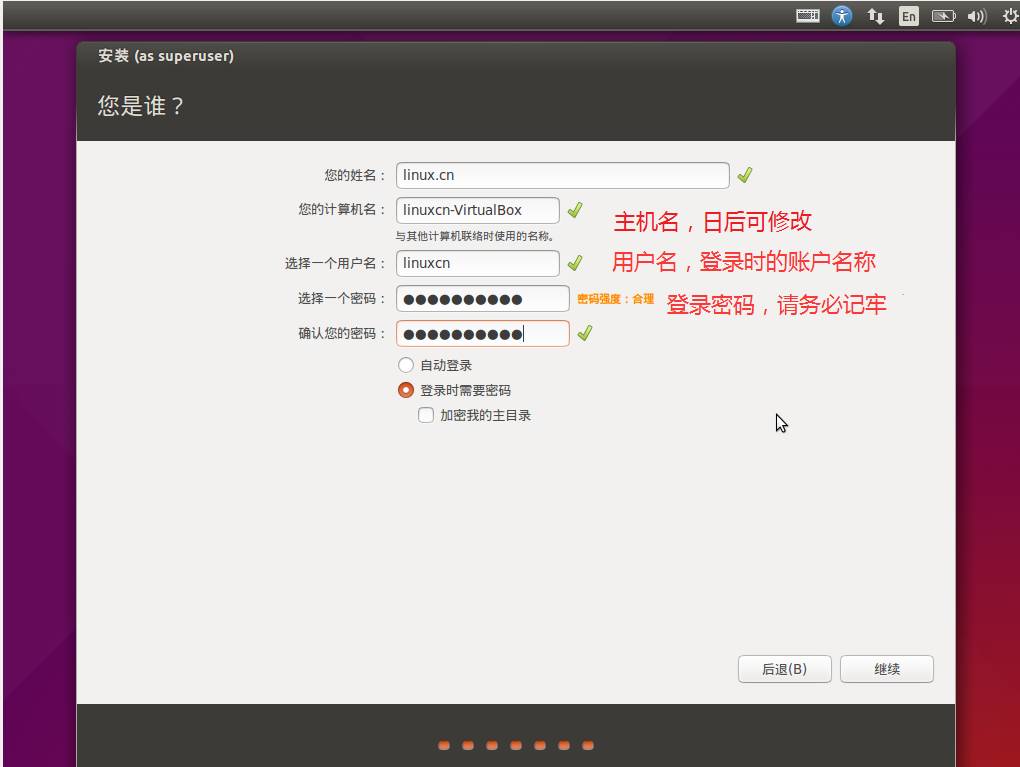 En
安装 (as superuser)
您是谁？
您的姓名： linux.cn
您的计算机名： linuxcn-VirtualBox
主机名，日后可修改
与其他计算机联络时使用的名称。
选择一个用户名： linuxcn
用户名，登录时的账户名称
选择一个密码： ●●●●●●●●●● 密码强度：合理
登录密码，请务必记牢
确认您的密码： ●●●●●●●●●●
自动登录
登录时需要密码
加密我的主目录
后退(B) 继续